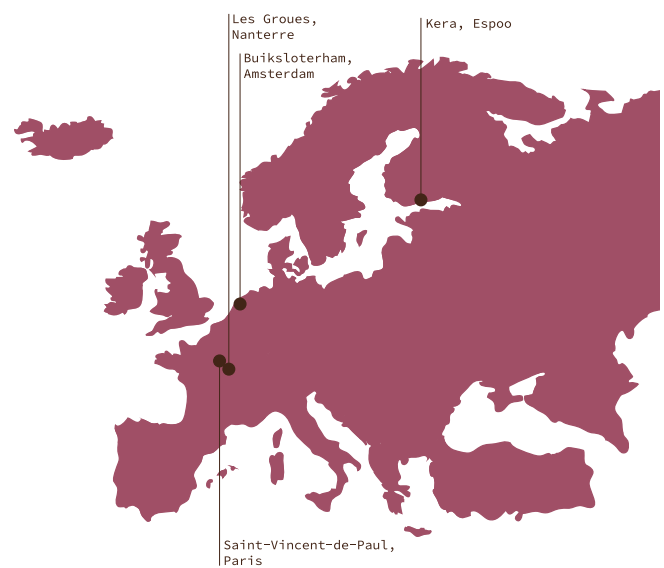 Les Groues,
Nanterre
Kera, Espoo
Buiksloterham,
Amsterdam
Saint-Vincent-de-Paul,
Paris